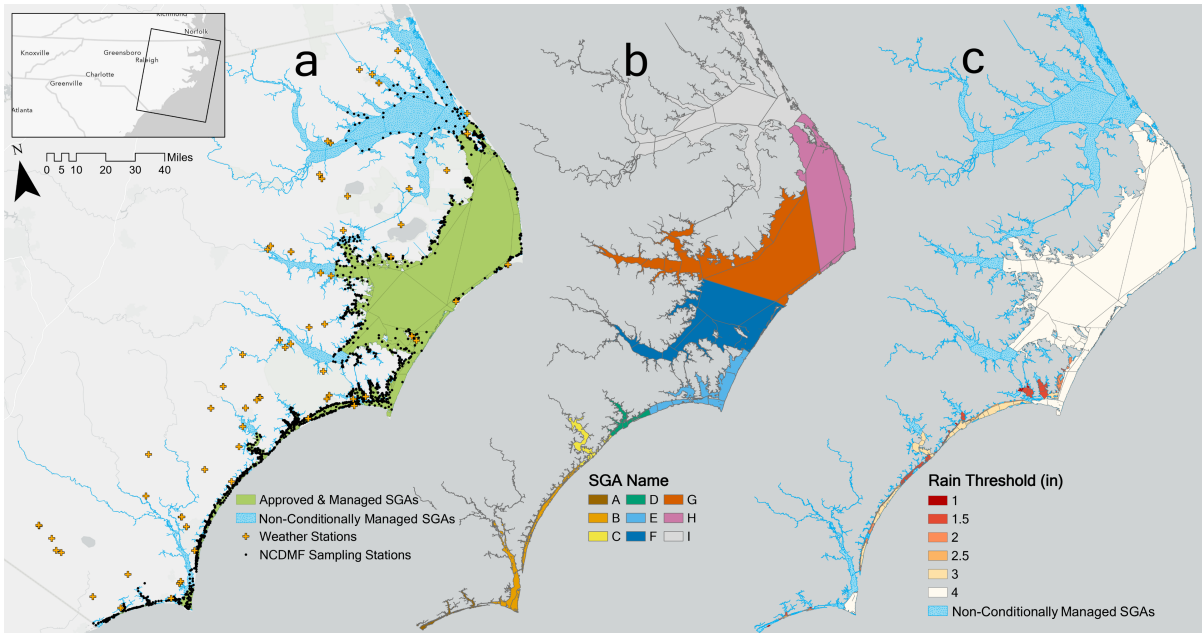 Richmond
Norfolk
Knoxville
Greensboro
Raleigh
Charlotte
Greenville
Atlanta
a
b
c
N
Miles
0 5 10 20 30 40
Approved & Managed SGAs
Non-Conditionally Managed SGAs
Weather Stations
NCDMF Sampling Stations
SGA Name
A D G
B E H
C F I
Rain Threshold (in)
1
1.5
2
2.5
3
4
Non-Conditionally Managed SGAs